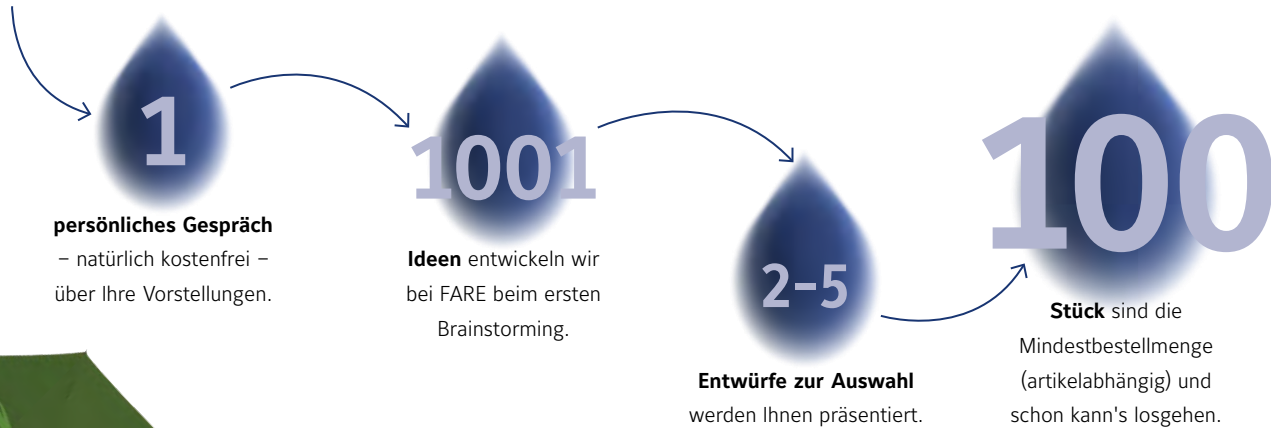 1
persönliches Gespräch
– natürlich kostenfrei –
über Ihre Vorstellungen.
1001
Ideen entwickeln wir
bei FARE beim ersten
Brainstorming.
2-5
Entwürfe zur Auswahl
werden Ihnen präsentiert.
100
Stück sind die
Mindestbestellmenge
(artikelabhängig) und
schon kann's losgehen.